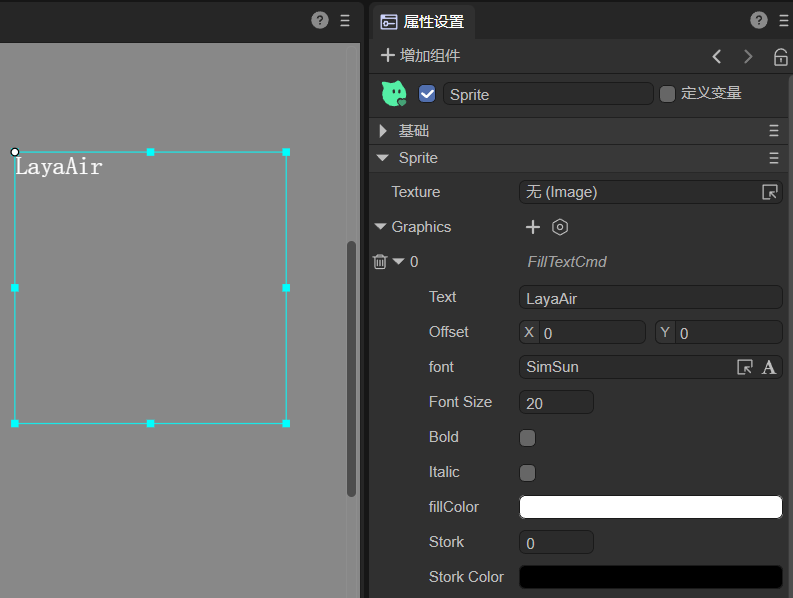 属性设置
增加组件
Sprite
定义变量
基础
Sprite
Texture
无 (Image)
Graphics
0
FillTextCmd
LayaAir
Text
LayaAir
Offset
X 0
Y 0
font
SimSun
A
Font Size
20
Bold
Italic
fillColor
Stork
0
Stork Color